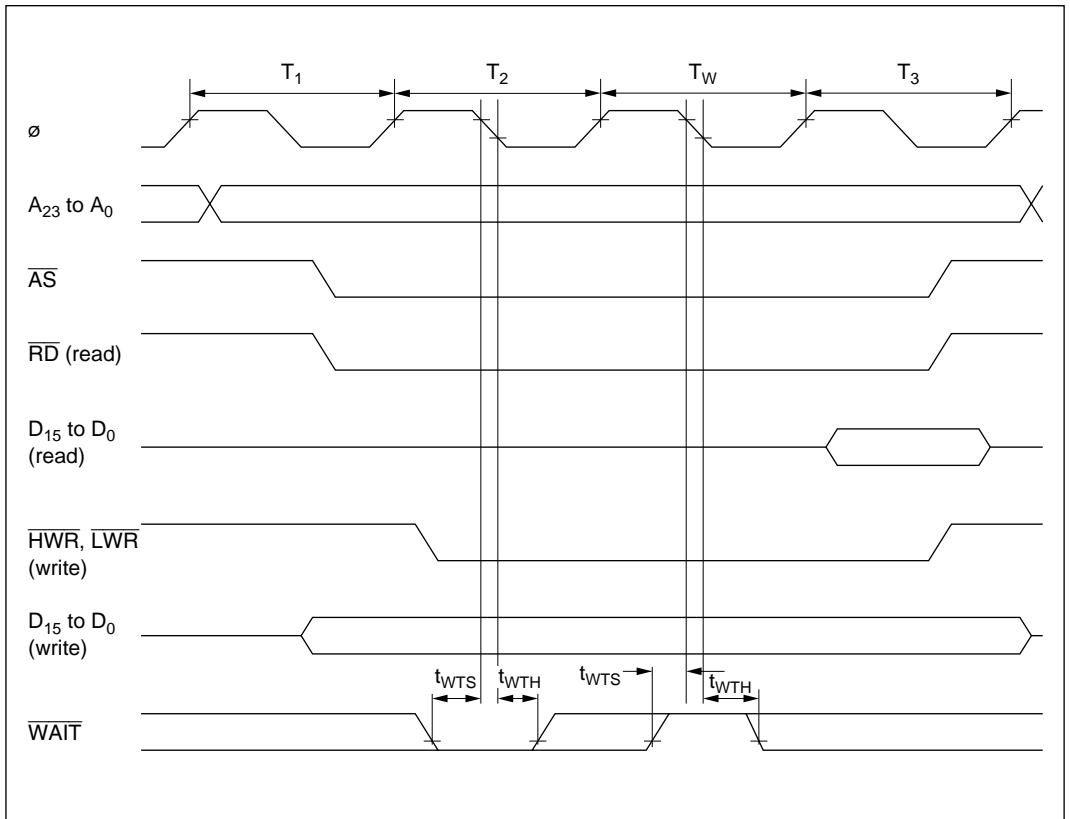 T1 T2 TW T3
ø
A23 to A0
AS
RD (read)
D15 to D0
(read)
HWR, LWR
(write)
D15 to D0
(write)
tWTS tWTH tWTS tWTH
WAIT